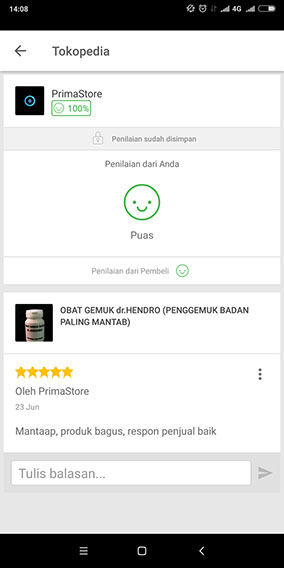 14:08
4G
Tokopedia
PrimaStore
100%
Penilaian sudah disimpan
Penilaian dari Anda
Puas
Penilaian dari Pembeli
OBAT GEMUK dr.HENDRO (PENGGEMUK BADAN
PALING MANTAB)
Oleh PrimaStore
23 Jun
Mantaap, produk bagus, respon penjual baik
Tulis balasan...